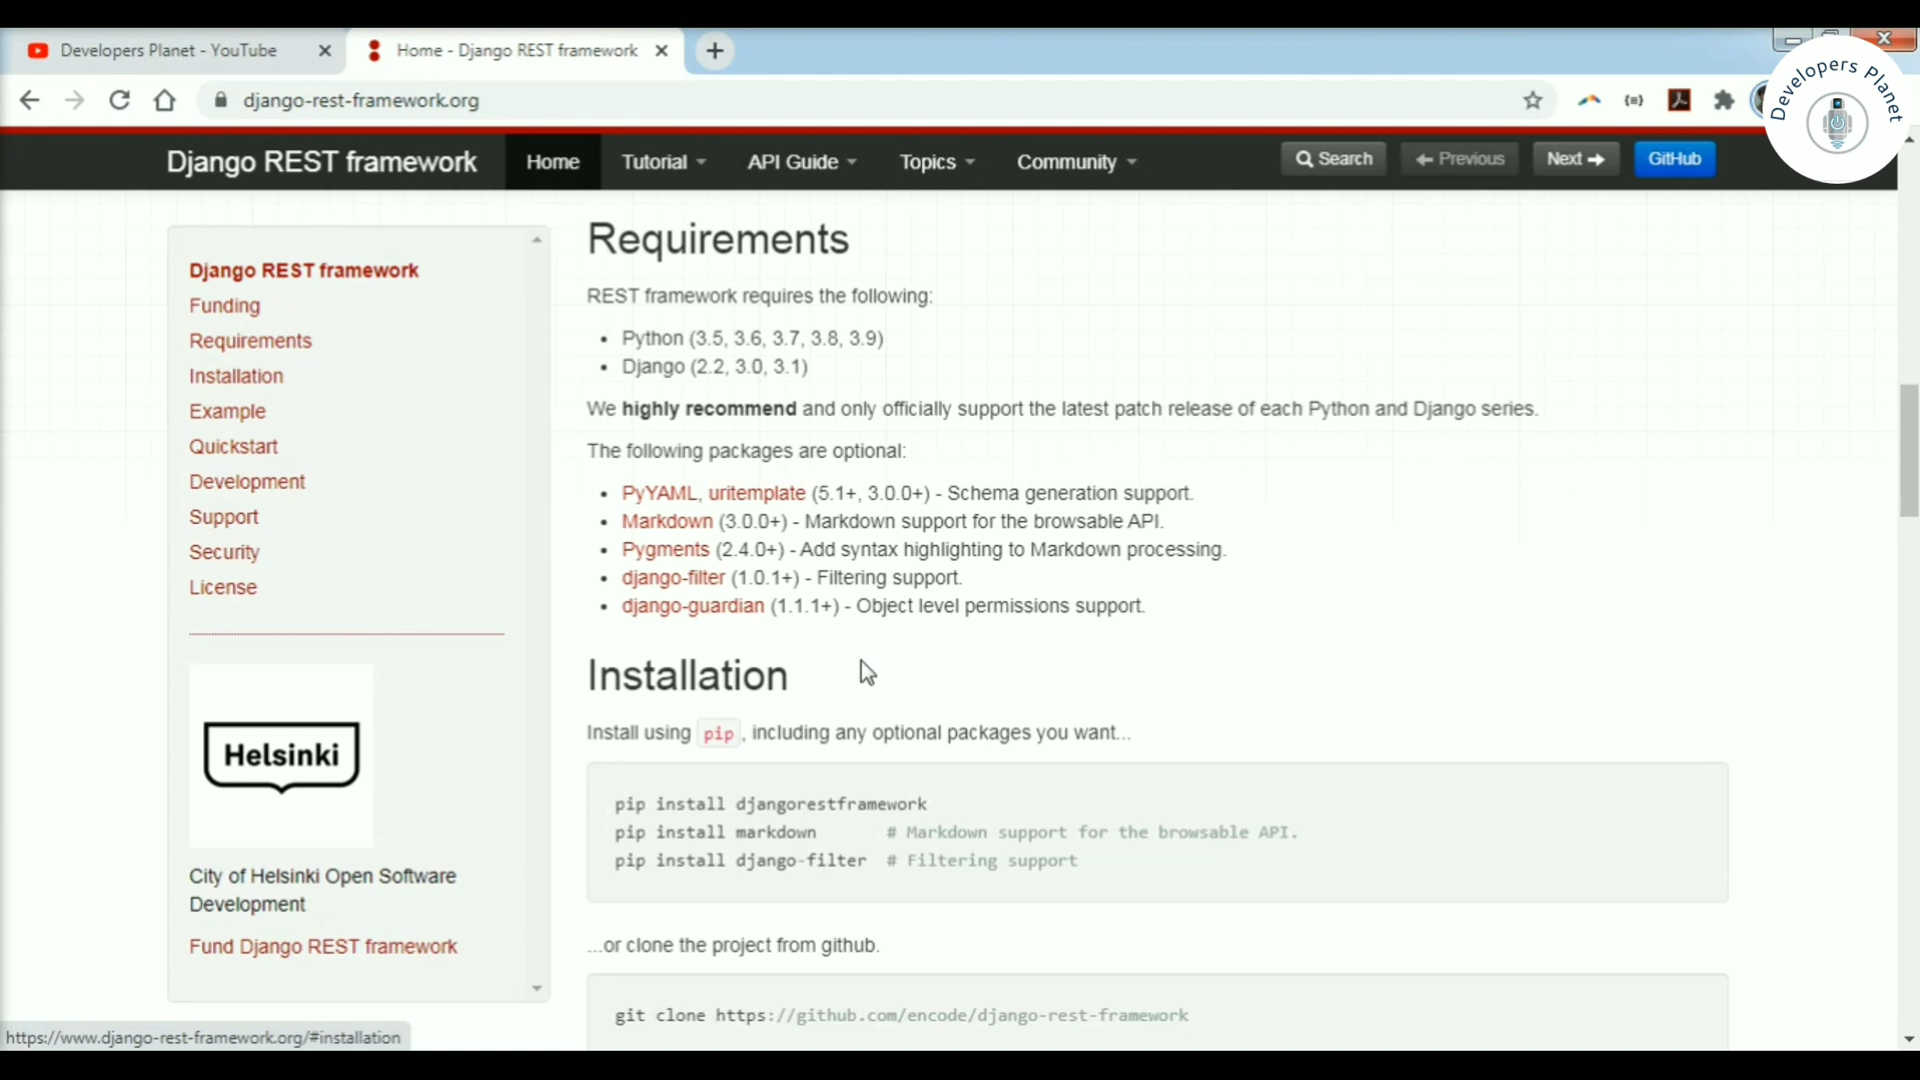 Developers Planet - YouTube
Home - Django REST framework
django-rest-framework.org
Developers Planet
Django REST framework
Home
Tutorial
API Guide
Topics
Community
Search
Previous
Next
GitHub
Django REST framework
Funding
Requirements
Installation
Example
Quickstart
Development
Support
Security
License
Helsinki
City of Helsinki Open Software
Development
Fund Django REST framework
Requirements
REST framework requires the following:
• Python (3.5, 3.6, 3.7, 3.8, 3.9)
• Django (2.2, 3.0, 3.1)
We highly recommend and only officially support the latest patch release of each Python and Django series.
The following packages are optional:
• PyYAML, uritemplate (5.1+, 3.0.0+) - Schema generation support.
• Markdown (3.0.0+) - Markdown support for the browsable API.
• Pygments (2.4.0+) - Add syntax highlighting to Markdown processing.
• django-filter (1.0.1+) - Filtering support.
• django-guardian (1.1.1+) - Object level permissions support.
Installation
Install using pip, including any optional packages you want...
pip install djangorestframework
pip install markdown       # Markdown support for the browsable API.
pip install django-filter  # Filtering support
...or clone the project from github.
git clone https://github.com/encode/django-rest-framework
https://www.django-rest-framework.org/#installation